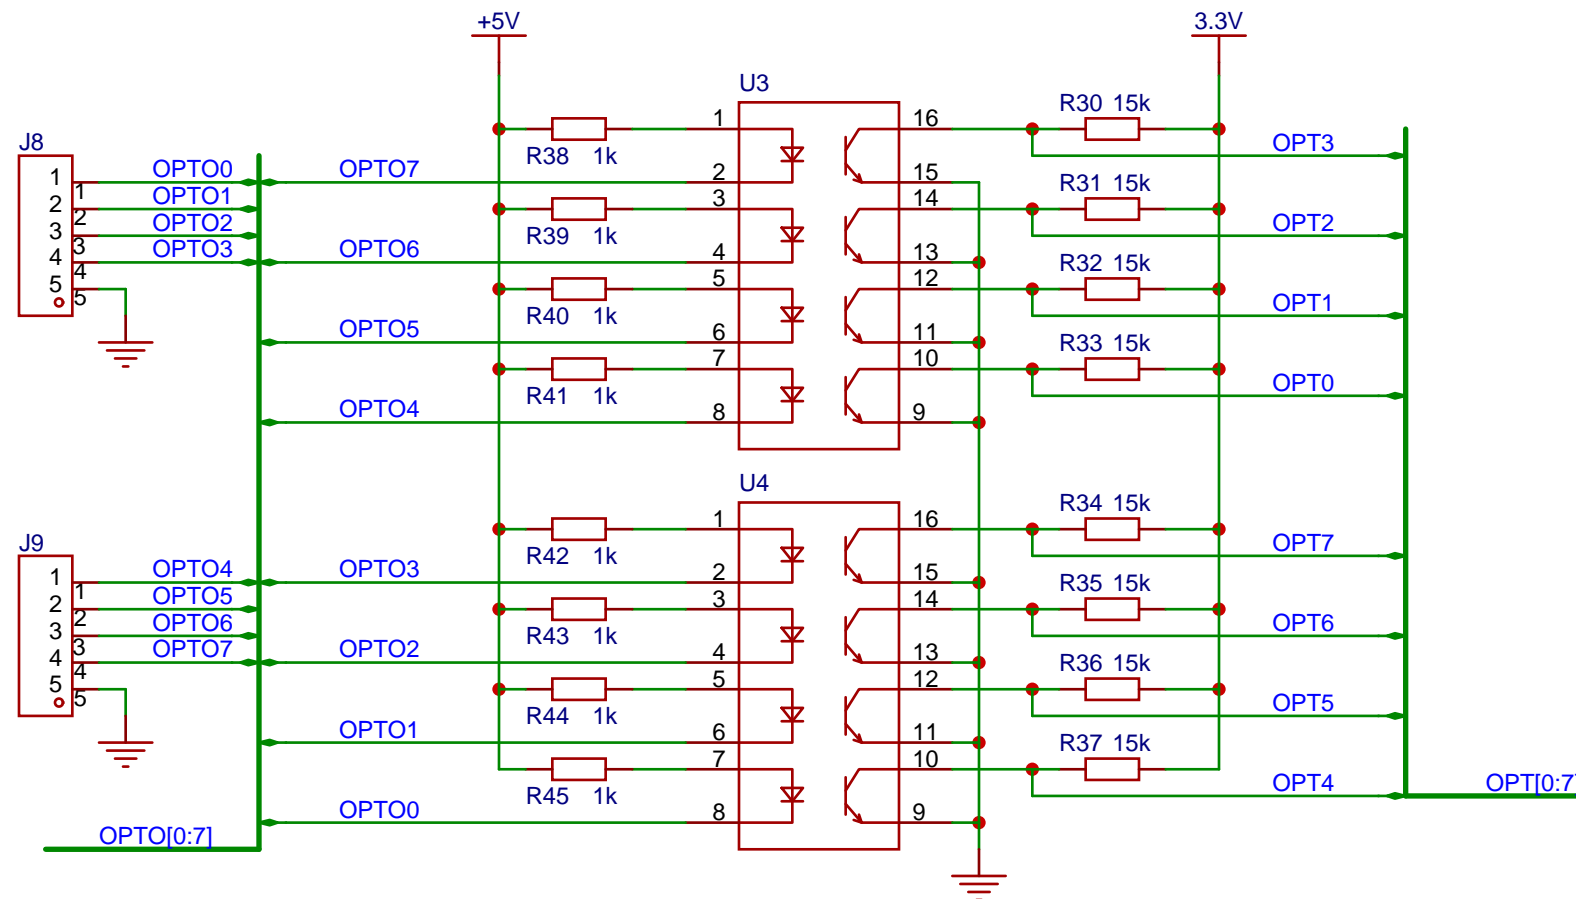 +5V 3.3V
U3
J8
1 OPTO0 OPTO7
2 1 OPTO1
3 2 OPTO2
4 3 OPTO3 OPTO6
5 4
5
OPTO5
OPTO4
R38 1k
R39 1k
R40 1k
R41 1k
1 16
2 15
3 14
4 13
5 12
6 11
7 10
8 9
R30 15k
OPT3
R31 15k
OPT2
R32 15k
OPT1
R33 15k
OPT0
U4
J9
1 OPTO4 OPTO3
2 1 OPTO5
3 2 OPTO6
4 3 OPTO7 OPTO2
5 4
5
OPTO1
OPTO0
OPTO[0:7]
R42 1k
R43 1k
R44 1k
R45 1k
1 16
2 15
3 14
4 13
5 12
6 11
7 10
8 9
R34 15k
OPT7
R35 15k
OPT6
R36 15k
OPT5
R37 15k
OPT4
OPT[0:7